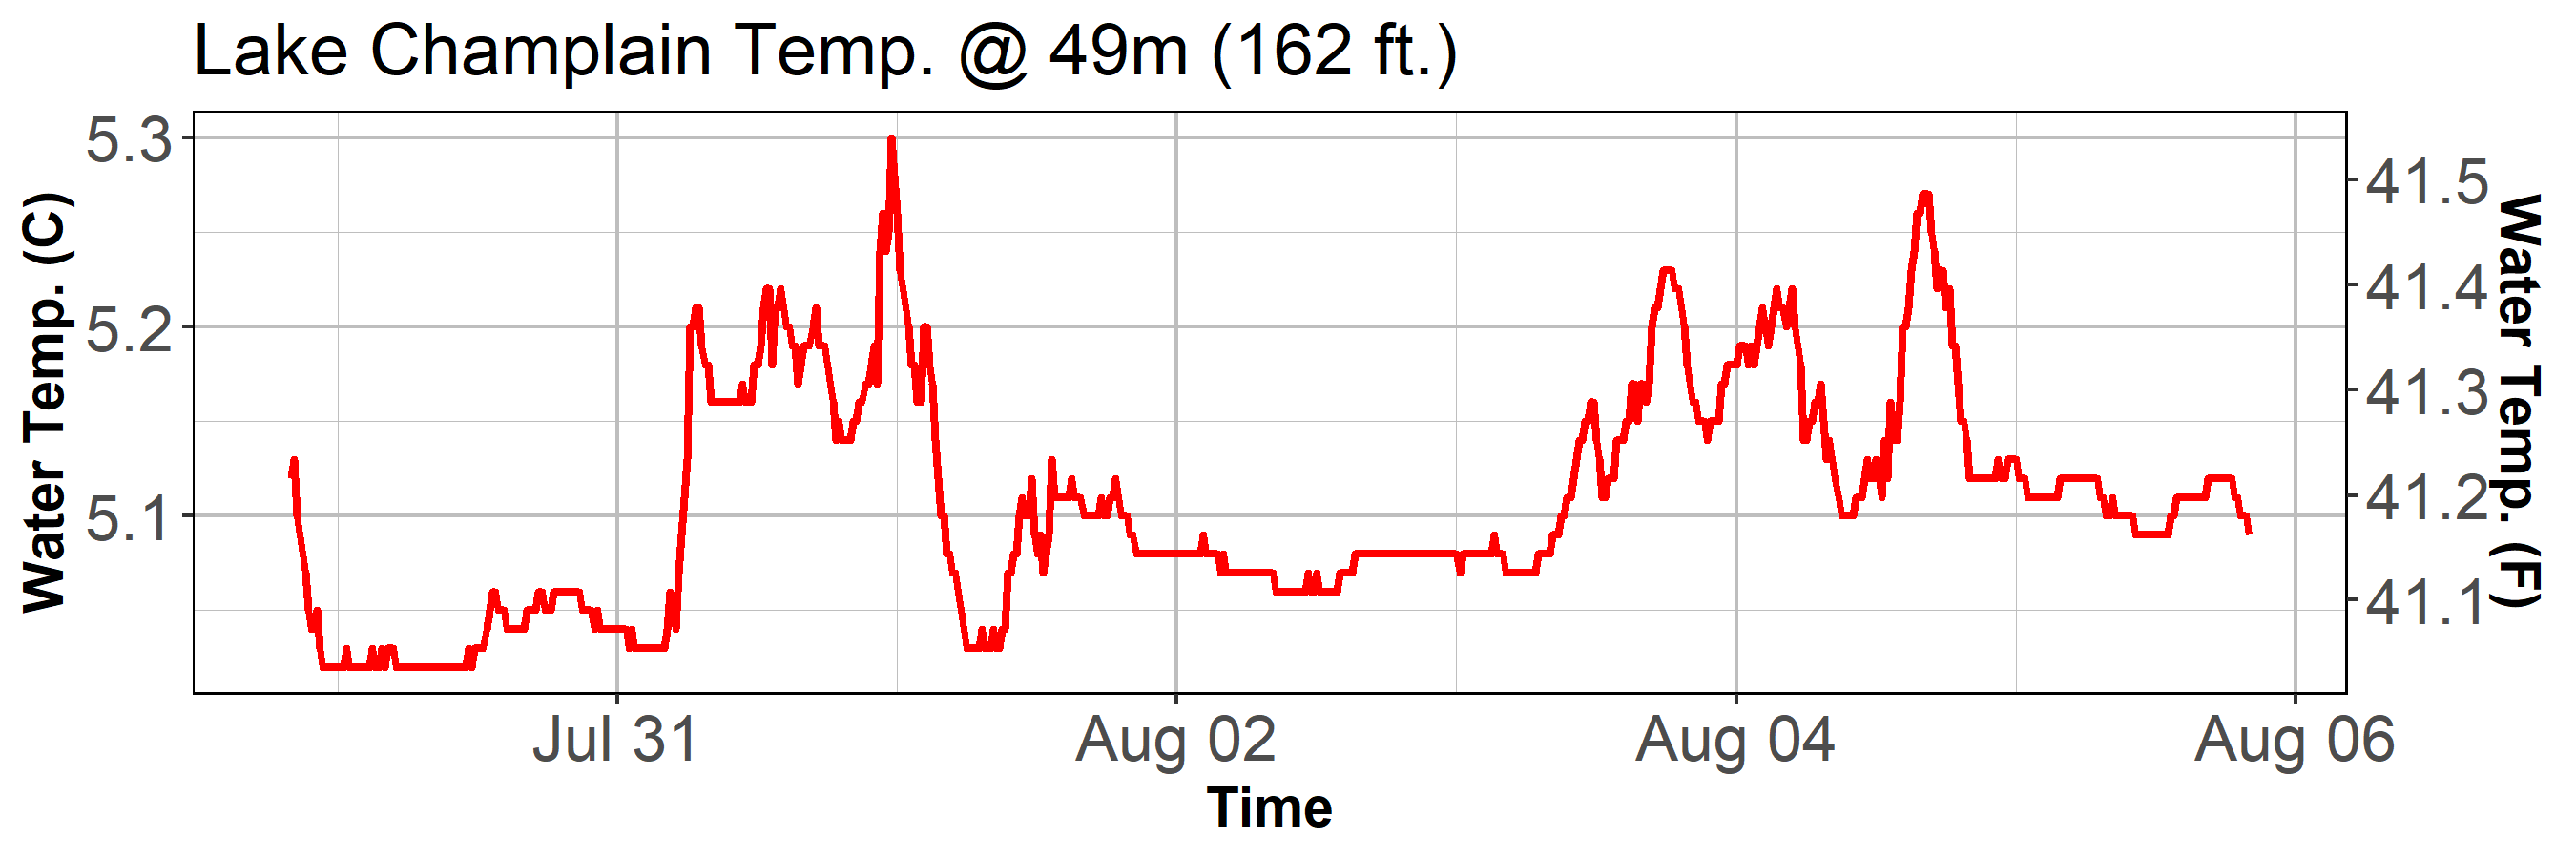 Lake Champlain Temp. @ 49m (162 ft.)
Water Temp. (C)
5.3
5.2
5.1
41.5
41.4
41.3
41.2
41.1
Water Temp. (F)
Jul 31 Aug 02 Aug 04 Aug 06
Time